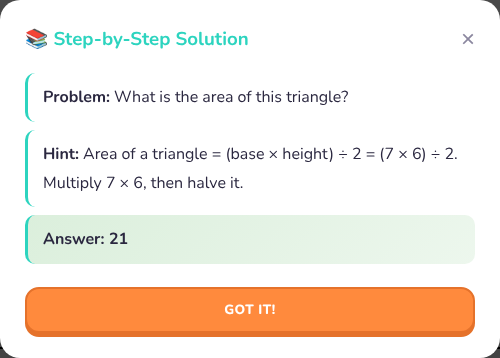 📚 Step-by-Step Solution ×
Problem: What is the area of this triangle?
Hint: Area of a triangle = (base × height) ÷ 2 = (7 × 6) ÷ 2.
Multiply 7 × 6, then halve it.
Answer: 21
GOT IT!